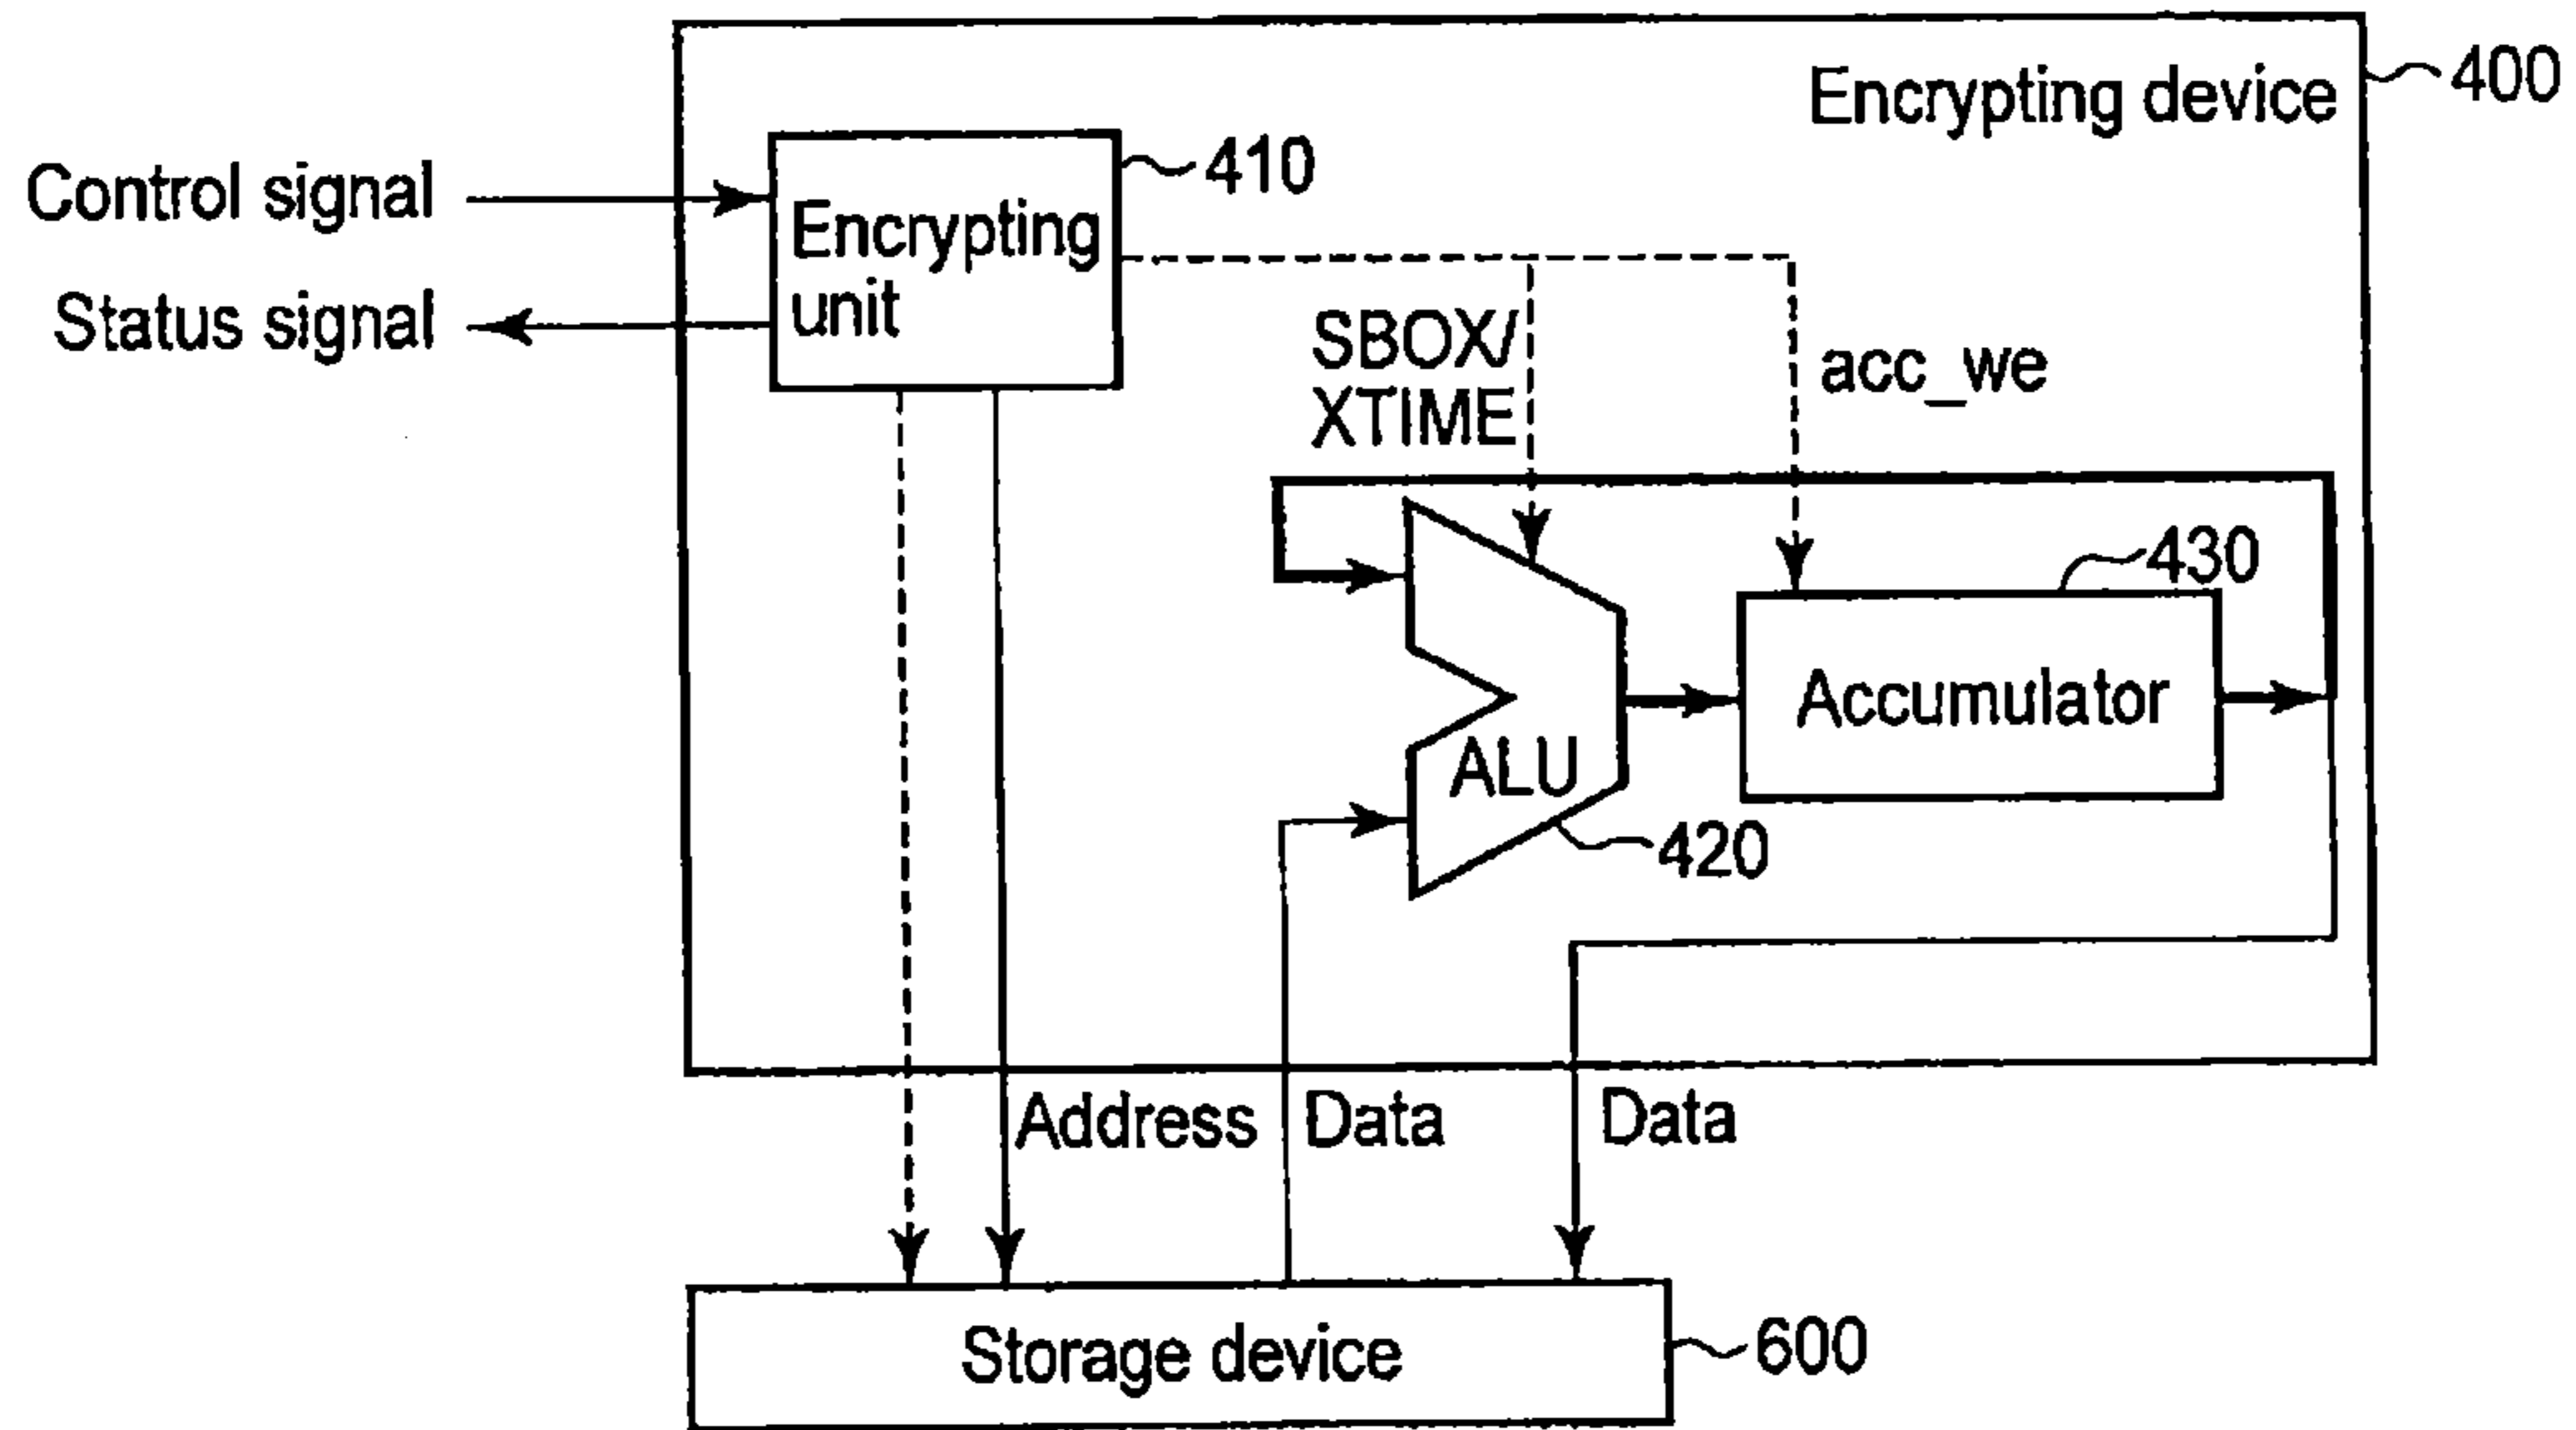 Encrypting device
400
410
Control signal
Encrypting
unit
Status signal
SBOX/
XTIME
acc_we
430
Accumulator
ALU
420
Address
Data
Data
Storage device
600